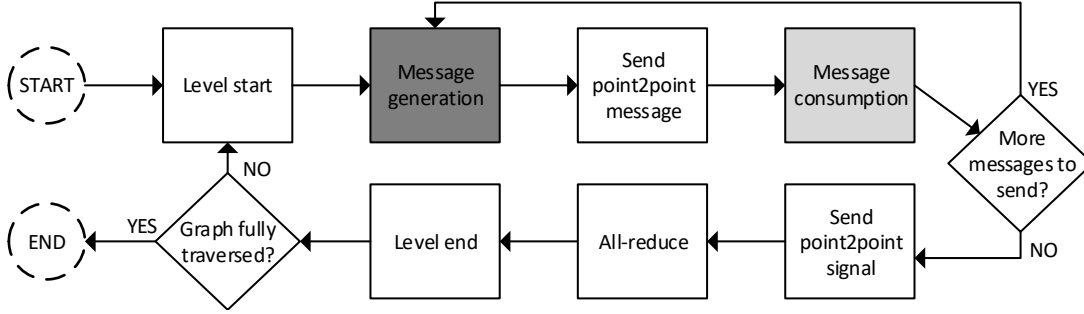 START
Level start
Message
generation
Send
point2point
message
Message
consumption
YES
More
messages to
send?
NO
Send
point2point
signal
All-reduce
Level end
Graph fully
traversed?
NO
YES
END